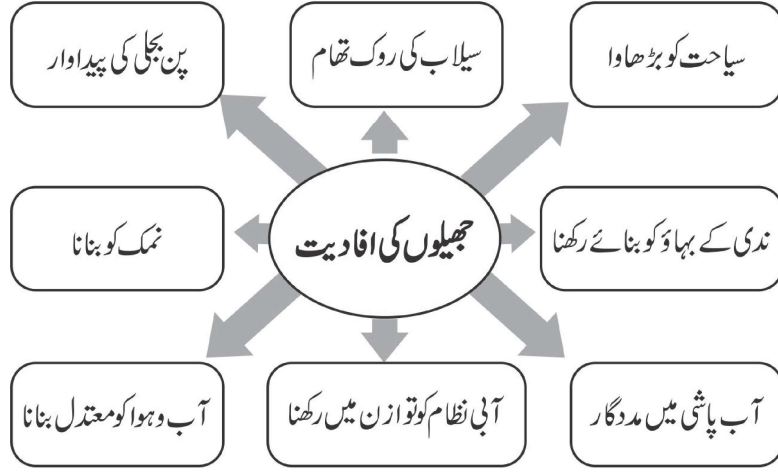 سیاحت کو بڑھاوا
سیلاب کی روک تھام
پن بجلی کی پیداوار
ندی کے بہاؤ کو بنائے رکھنا
جھیلوں کی افادیت
نمک کو بنانا
آب پاشی میں مددگار
آبی نظام کو توازن میں رکھنا
آب و ہوا کو معتدل بنانا